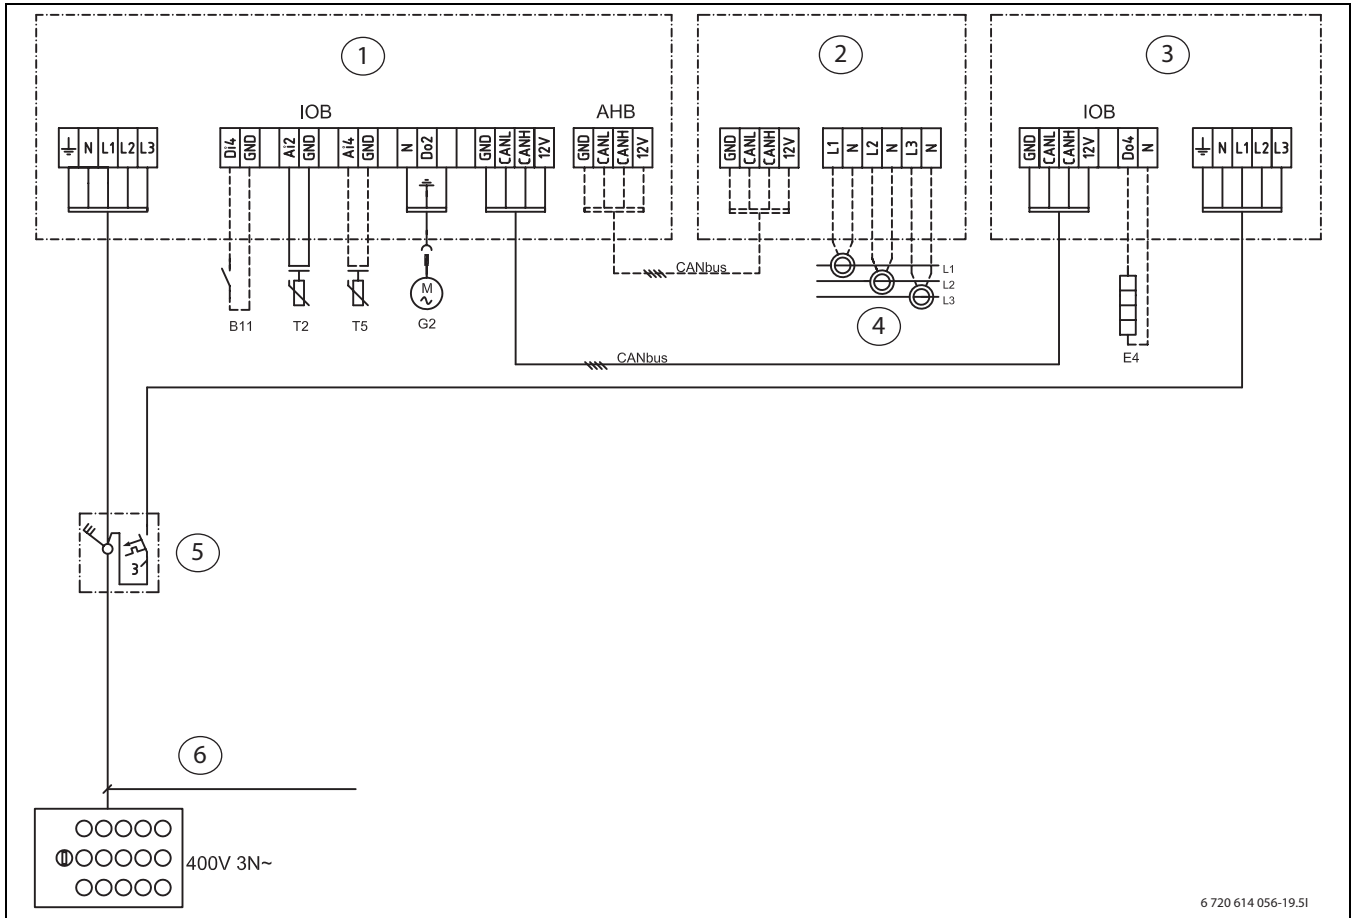 1 2 3
IOB AHB IOB
N L1 L2 L3
Di4 GND Ai2 GND Ai4 GND N Do2 GND CANL CANH 12V
GND CANL CANH 12V
GND CANL CANH 12V
L1 N L2 N L3 N
GND CANL CANH 12V Do4 N
N L1 L2 L3
CANbus
L1
L2
L3
M
~
B11 T2 T5 G2
4
CANbus
E4
5
3
6
400V 3N~
6 720 614 056-19.5I